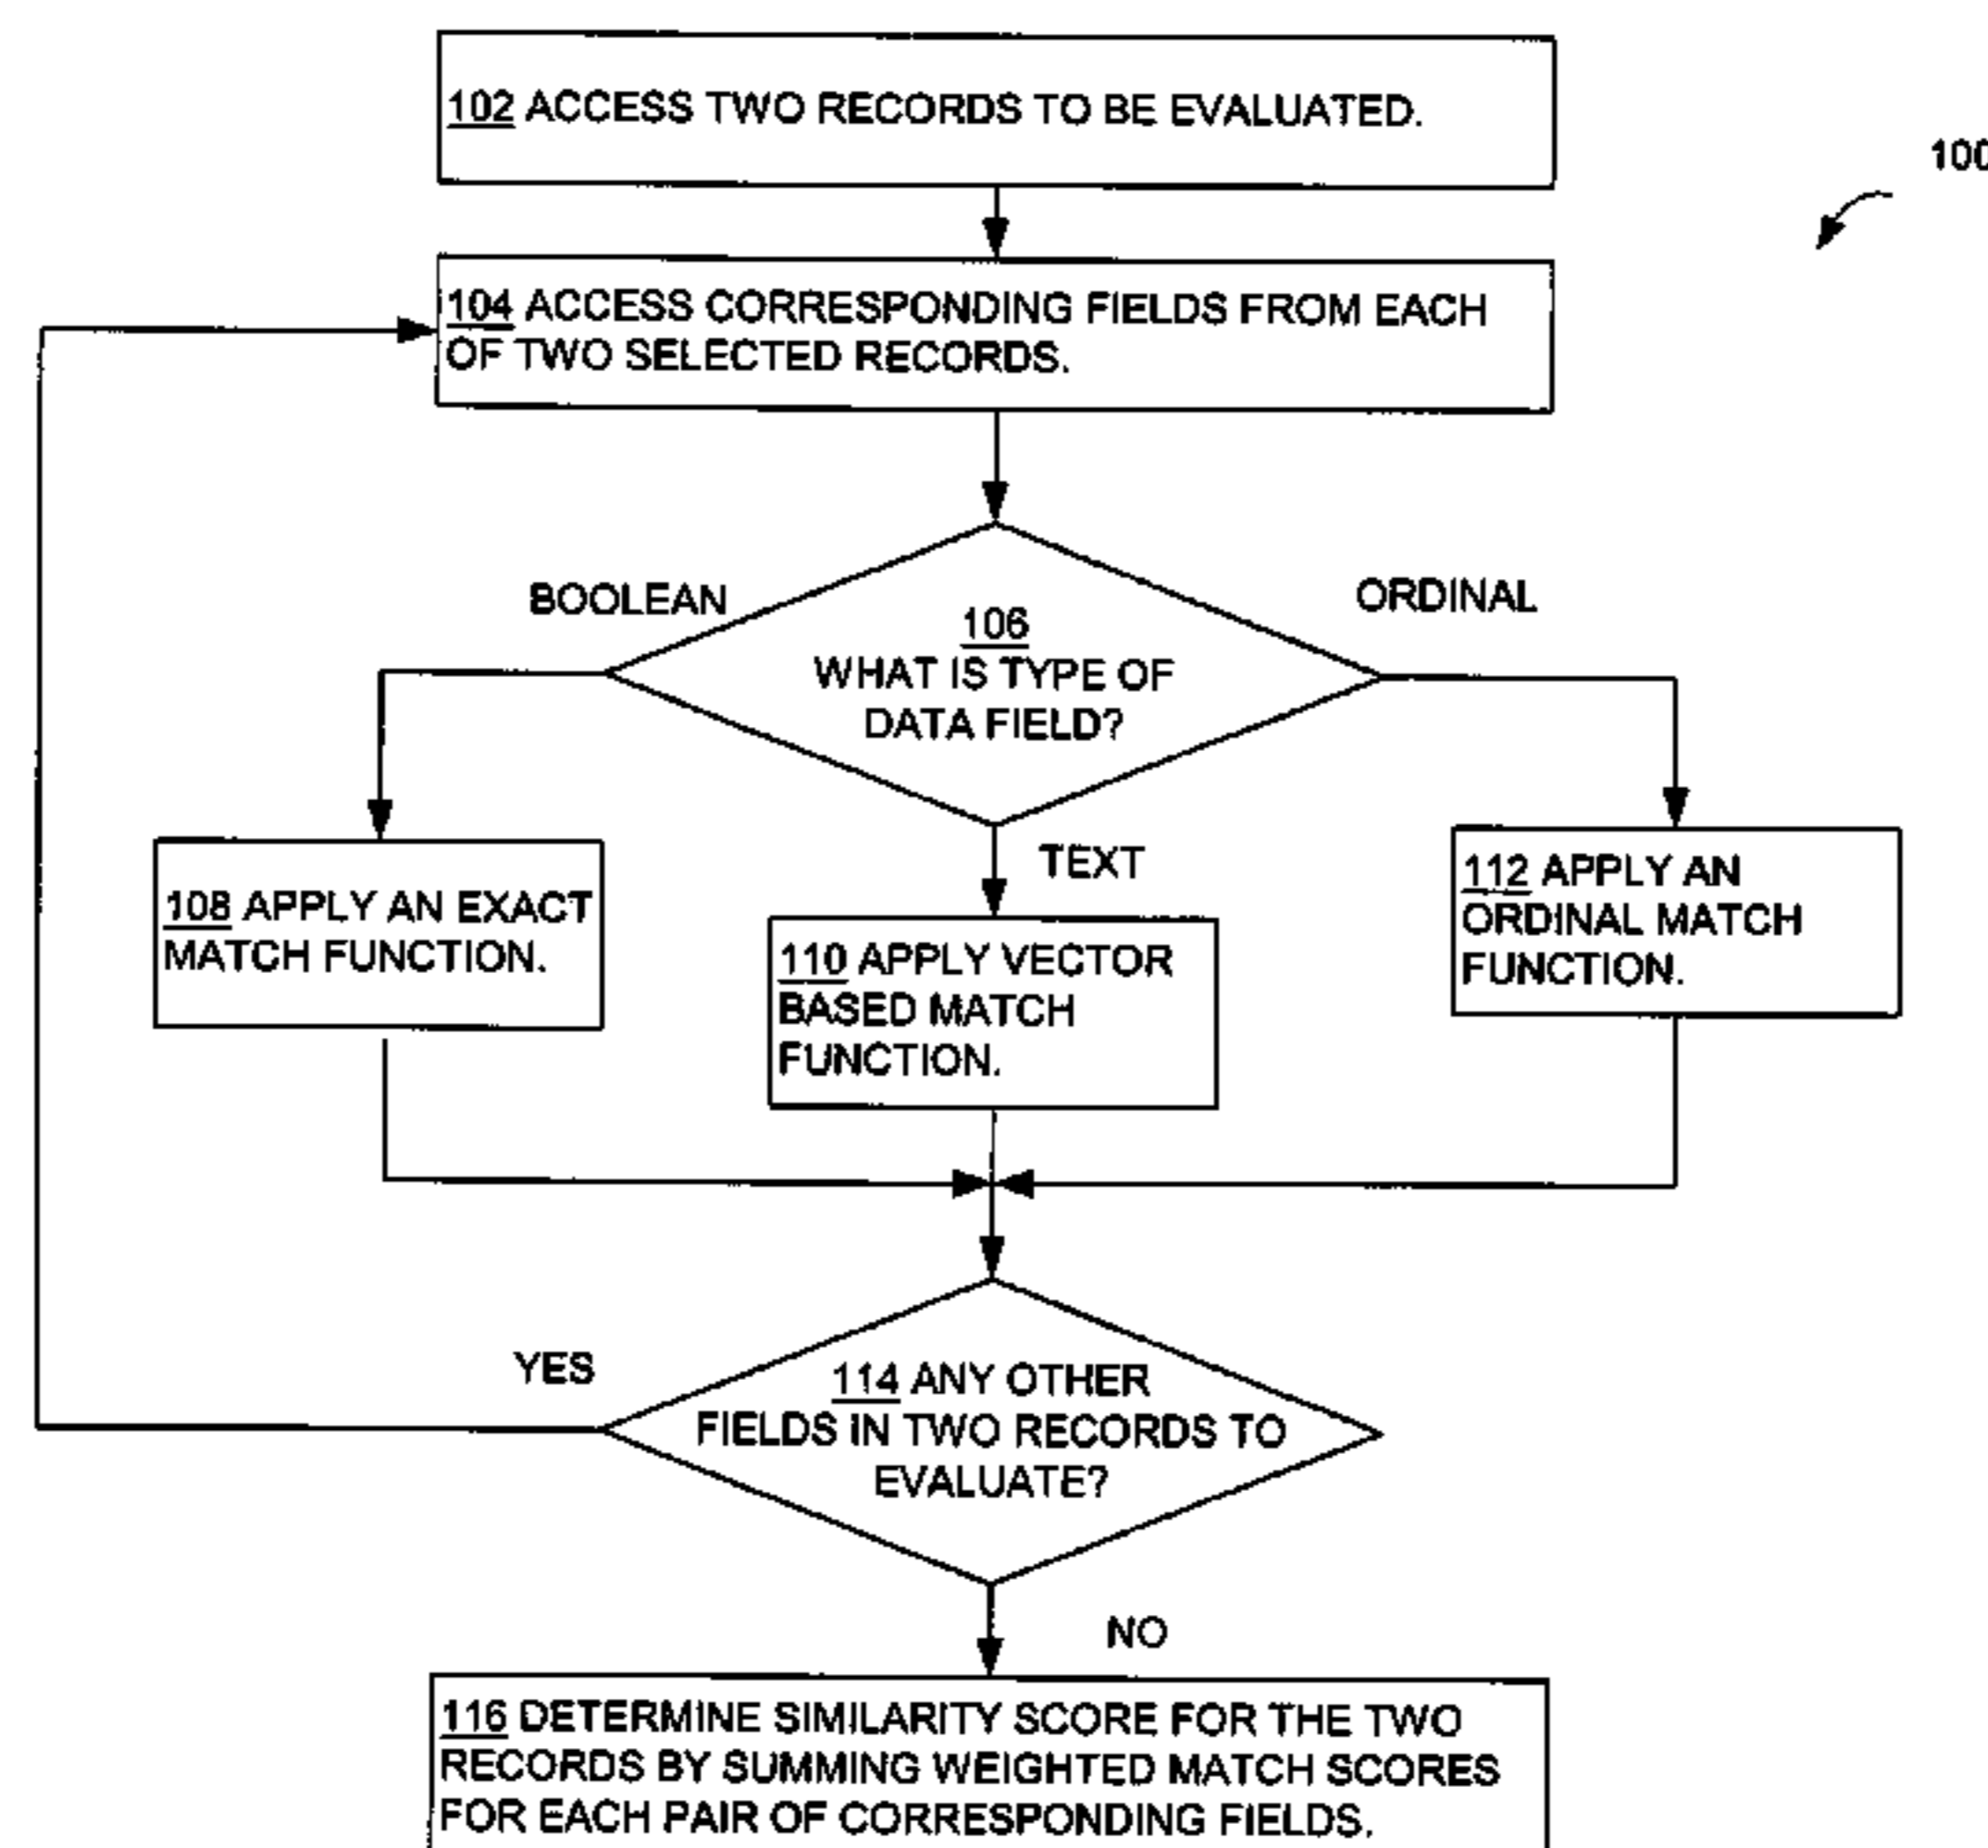 102 ACCESS TWO RECORDS TO BE EVALUATED.
100
104 ACCESS CORRESPONDING FIELDS FROM EACH
OF TWO SELECTED RECORDS.
BOOLEAN
ORDINAL
106
WHAT IS TYPE OF
DATA FIELD?
TEXT
108 APPLY AN EXACT
MATCH FUNCTION.
110 APPLY VECTOR
BASED MATCH
FUNCTION.
112 APPLY AN
ORDINAL MATCH
FUNCTION.
YES
114 ANY OTHER
FIELDS IN TWO RECORDS TO
EVALUATE?
NO
116 DETERMINE SIMILARITY SCORE FOR THE TWO
RECORDS BY SUMMING WEIGHTED MATCH SCORES
FOR EACH PAIR OF CORRESPONDING FIELDS.